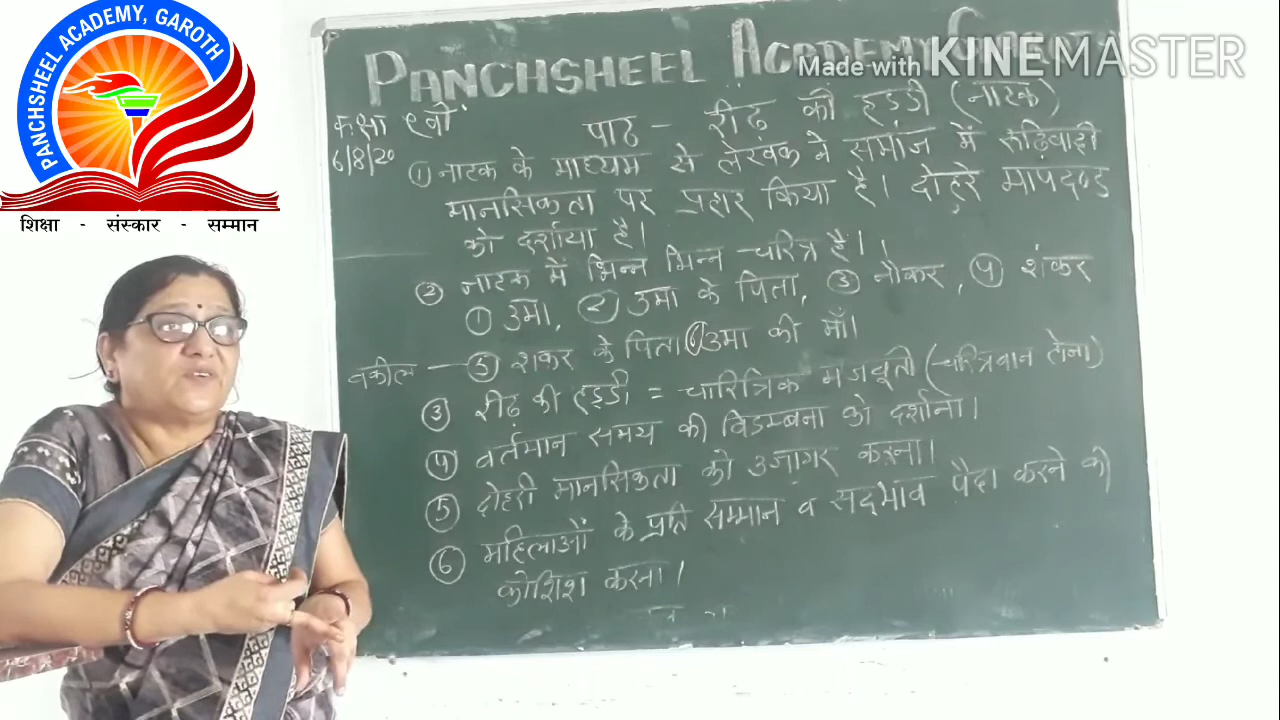 PANCHSHEEL ACADEMY, GAROTH
शिक्षा - संस्कार - सम्मान
Made with KINEMASTER
PANCHSHEEL ACADEMY
कक्षा ९वीं
6/8/20
पाठ - रीढ़ की हड्डी (नाटक)
① नाटक के माध्यम से लेखक ने समाज में रूढ़िवादी
मानसिकता पर प्रहार किया है। दोहरे मापदण्ड
को दर्शाया है।
② नाटक में भिन्न भिन्न चरित्र है।
① उमा, ② उमा के पिता, ③ नौकर, ४ शंकर
वकील — ⑤ शंकर के पिता ⑥ उमा की माँ।
③ रीढ़ की हड्डी = चारित्रिक मजबूती (चरित्रवान होना)
४ वर्तमान समय की विडम्बना को दर्शाना।
⑤ दोहरी मानसिकता को उजागर करना।
⑥ महिलाओं के प्रति सम्मान व सद्भाव पैदा करने की
कोशिश करना।